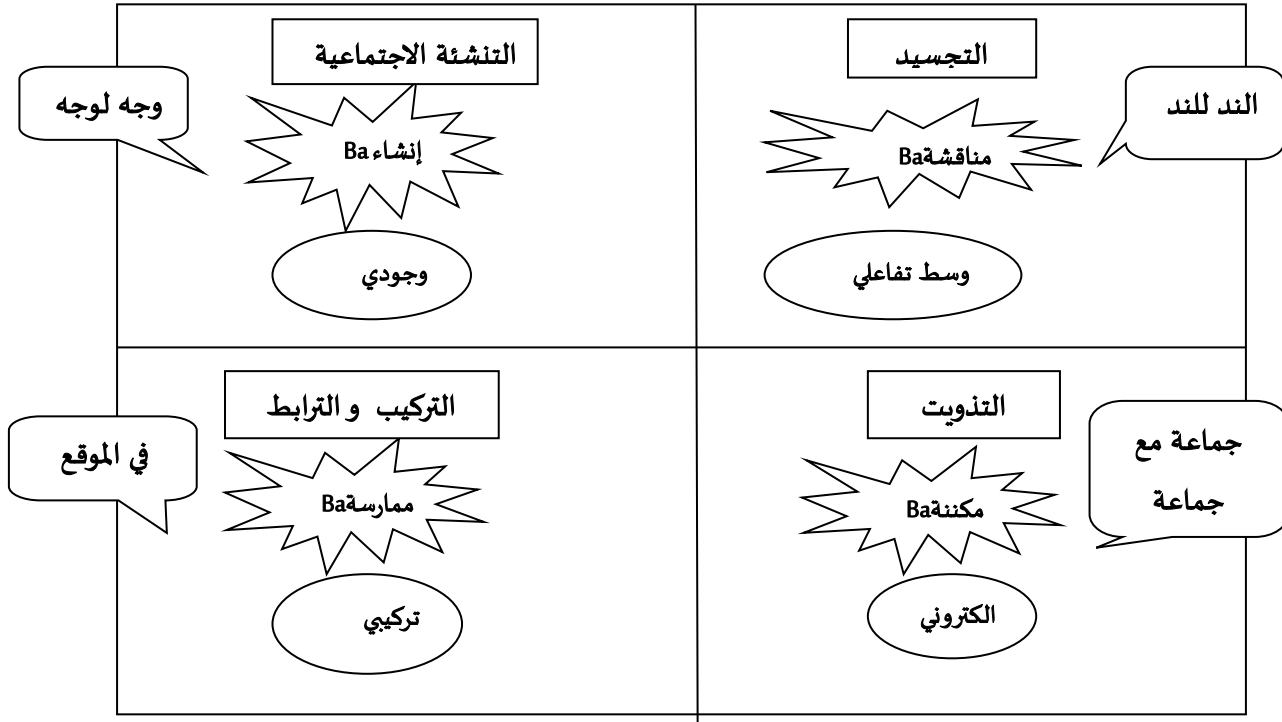 التجسيد
الند للند
مناقشةBa
وسط تفاعلي
التنشئة الاجتماعية
وجه لوجه
إنشاء Ba
وجودي
التذويت
جماعة مع
جماعة
مكننةBa
الكتروني
التركيب و الترابط
في الموقع
ممارسةBa
تركيبي